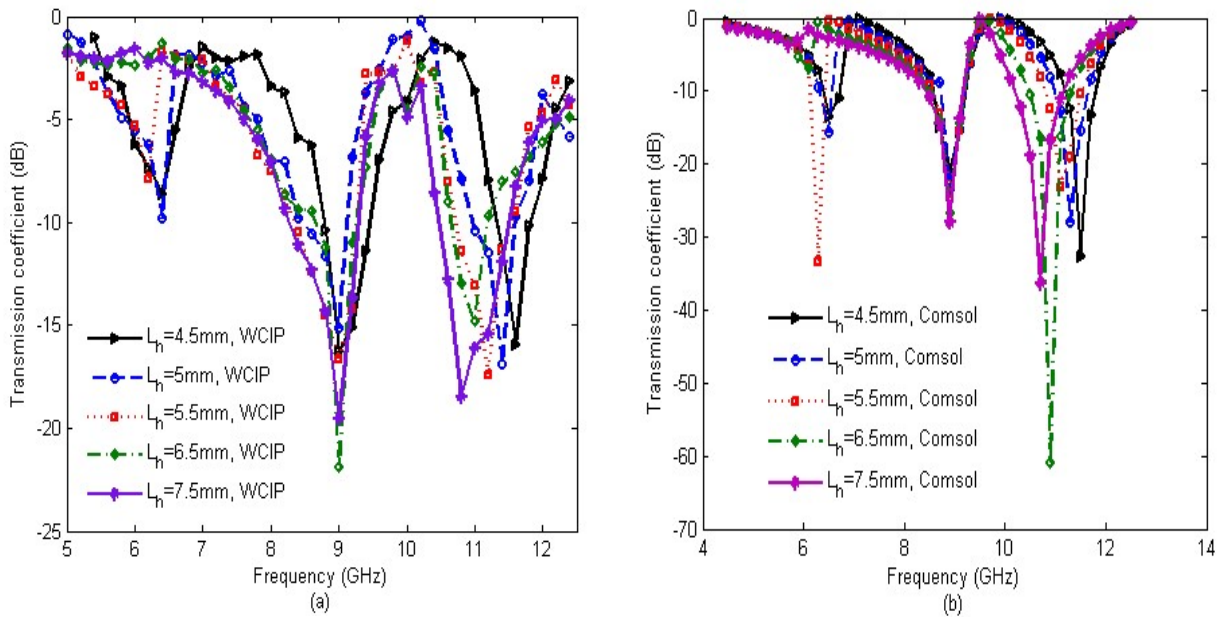 0
-5
-10
-15
-20
-25
5 6 7 8 9 10 11 12
Transmission coefficient (dB)
Frequency (GHz)
(a)
L_h=4.5mm, WCIP
L_h=5mm, WCIP
L_h=5.5mm, WCIP
L_h=6.5mm, WCIP
L_h=7.5mm, WCIP
0
-10
-20
-30
-40
-50
-60
-70
4 6 8 10 12 14
Transmission coefficient (dB)
Frequency (GHz)
(b)
L_h=4.5mm, Comsol
L_h=5mm, Comsol
L_h=5.5mm, Comsol
L_h=6.5mm, Comsol
L_h=7.5mm, Comsol